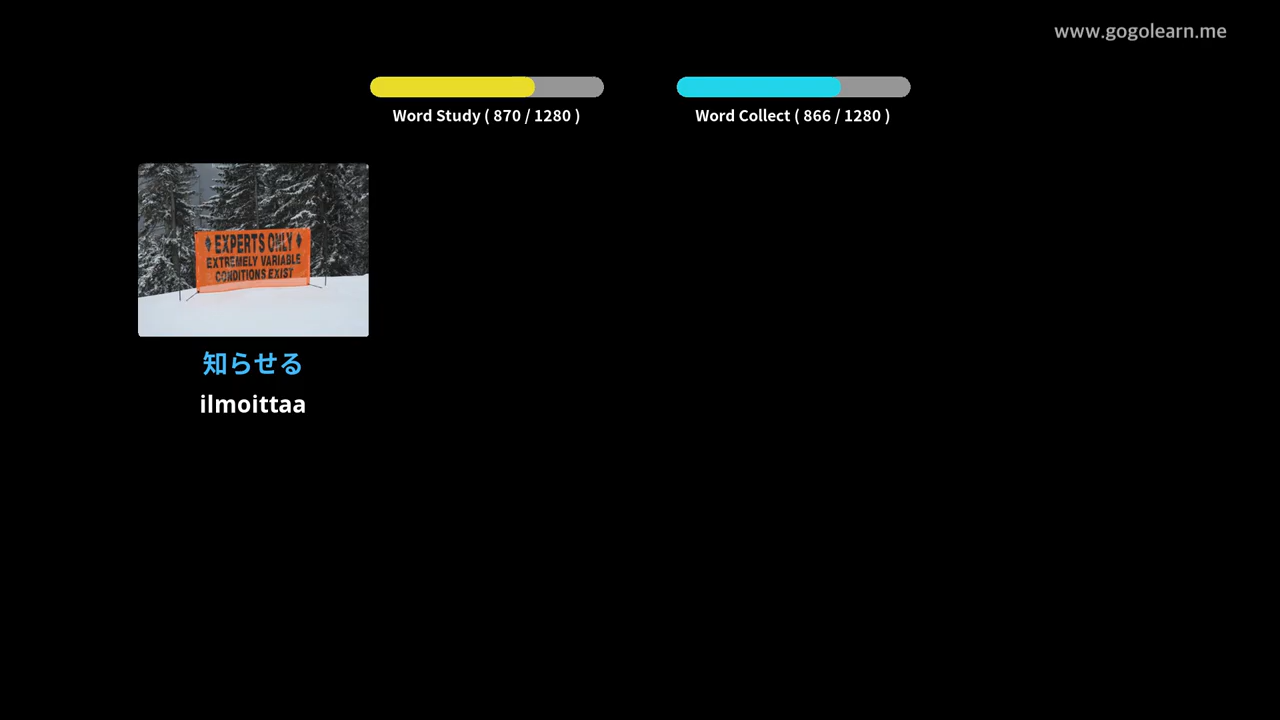 www.gogolearn.me
Word Study ( 870 / 1280 )
Word Collect ( 866 / 1280 )
EXPERTS ONLY
EXTREMELY VARIABLE
CONDITIONS EXIST
知らせる
ilmoittaa